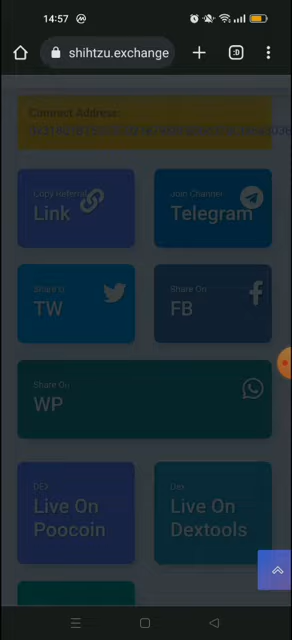 14:57
shihtzu.exchange
:D
Connect Address:
Copy Referral
Link
Join Channel
Telegram
Share On
TW
Share On
FB
Share On
WP
DEX
Live On
Poocoin
Dex
Live On
Dextools